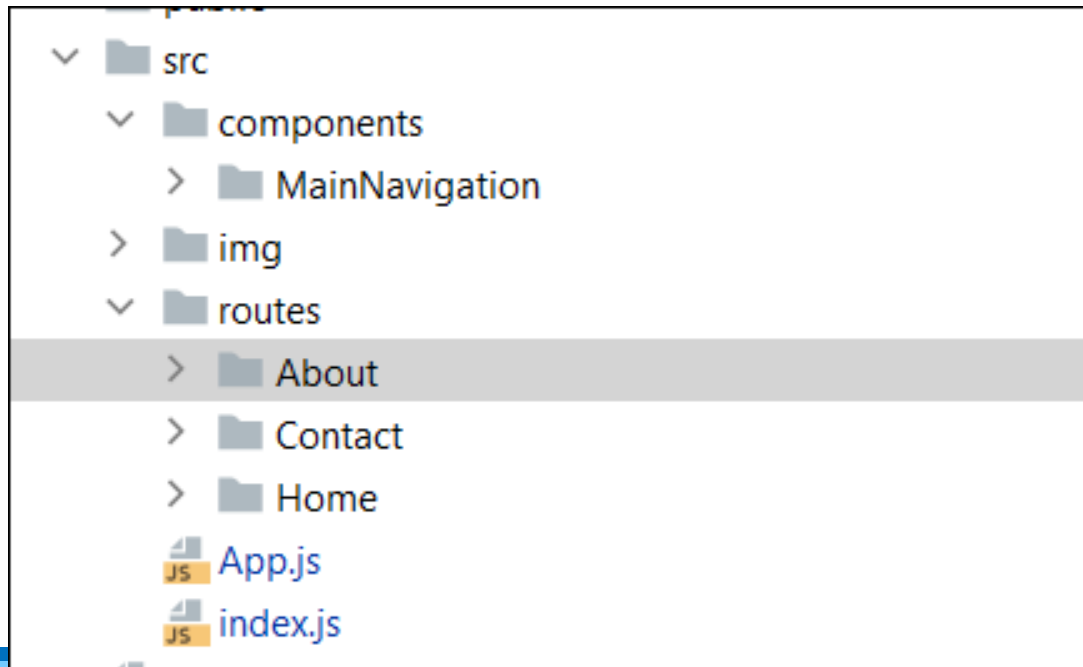 src
components
MainNavigation
img
routes
About
Contact
Home
JS App.js
JS index.js